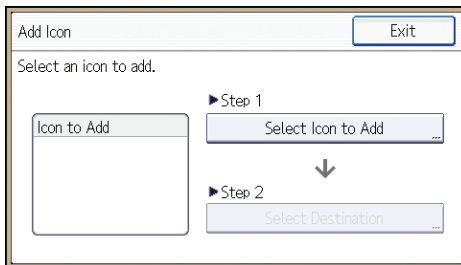 Add Icon
Exit
Select an icon to add.
▶Step 1
Icon to Add
Select Icon to Add ...
▶Step 2
Select Destination ...